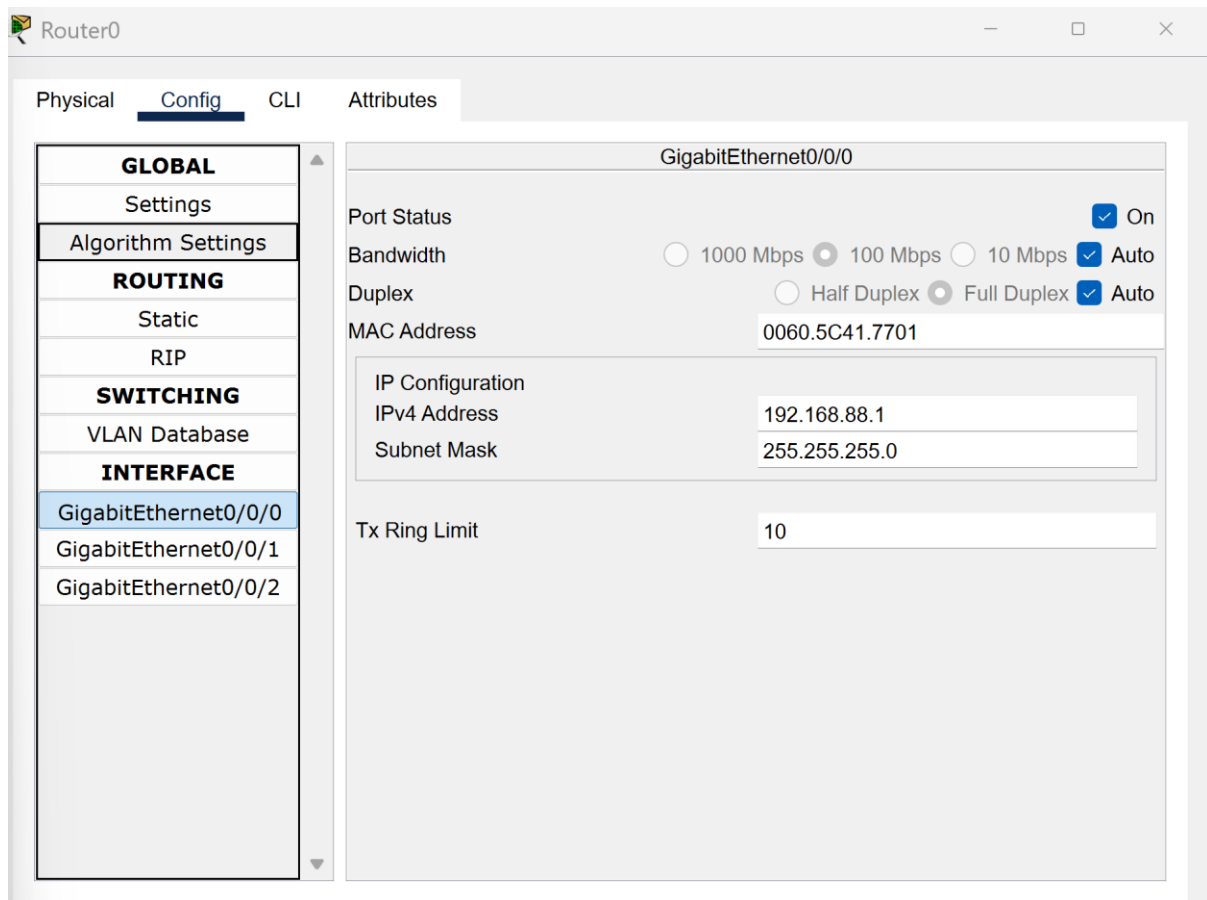 Router0
Physical Config CLI Attributes
GLOBAL
Settings
Algorithm Settings
ROUTING
Static
RIP
SWITCHING
VLAN Database
INTERFACE
GigabitEthernet0/0/0
GigabitEthernet0/0/1
GigabitEthernet0/0/2
GigabitEthernet0/0/0
Port Status On
Bandwidth 1000 Mbps 100 Mbps 10 Mbps Auto
Duplex Half Duplex Full Duplex Auto
MAC Address 0060.5C41.7701
IP Configuration
IPv4 Address 192.168.88.1
Subnet Mask 255.255.255.0
Tx Ring Limit 10